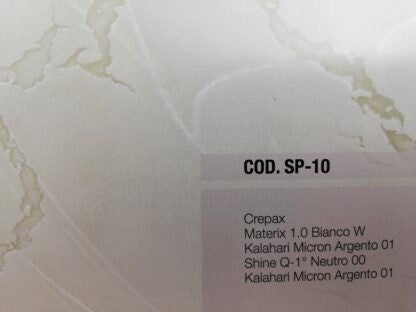 COD. SP-10
Crepax
Materix 1.0 Bianco W
Kalahari Micron Argento 01
Shine Q-1° Neutro 00
Kalahari Micron Argento 01